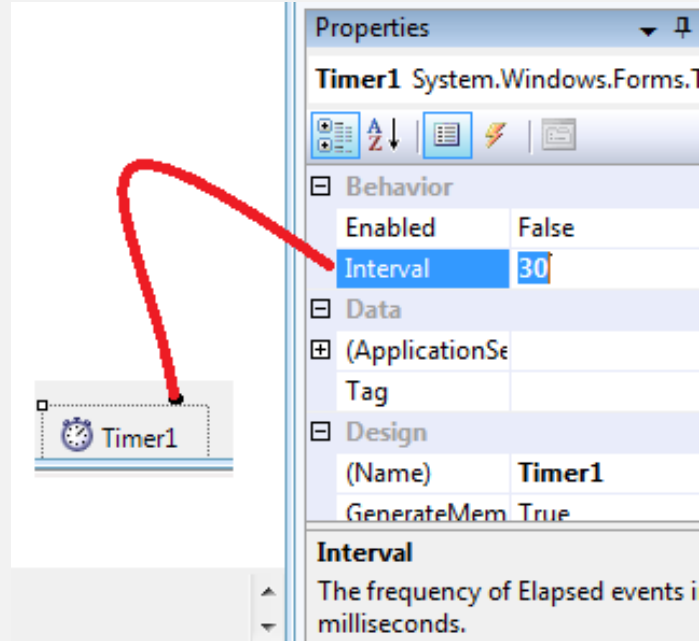 Properties
Timer1 System.Windows.Forms.T
Behavior
Enabled False
Interval 30
Data
(ApplicationSe
Tag
Timer1
Design
(Name) Timer1
GenerateMem True
Interval
The frequency of Elapsed events i
milliseconds.